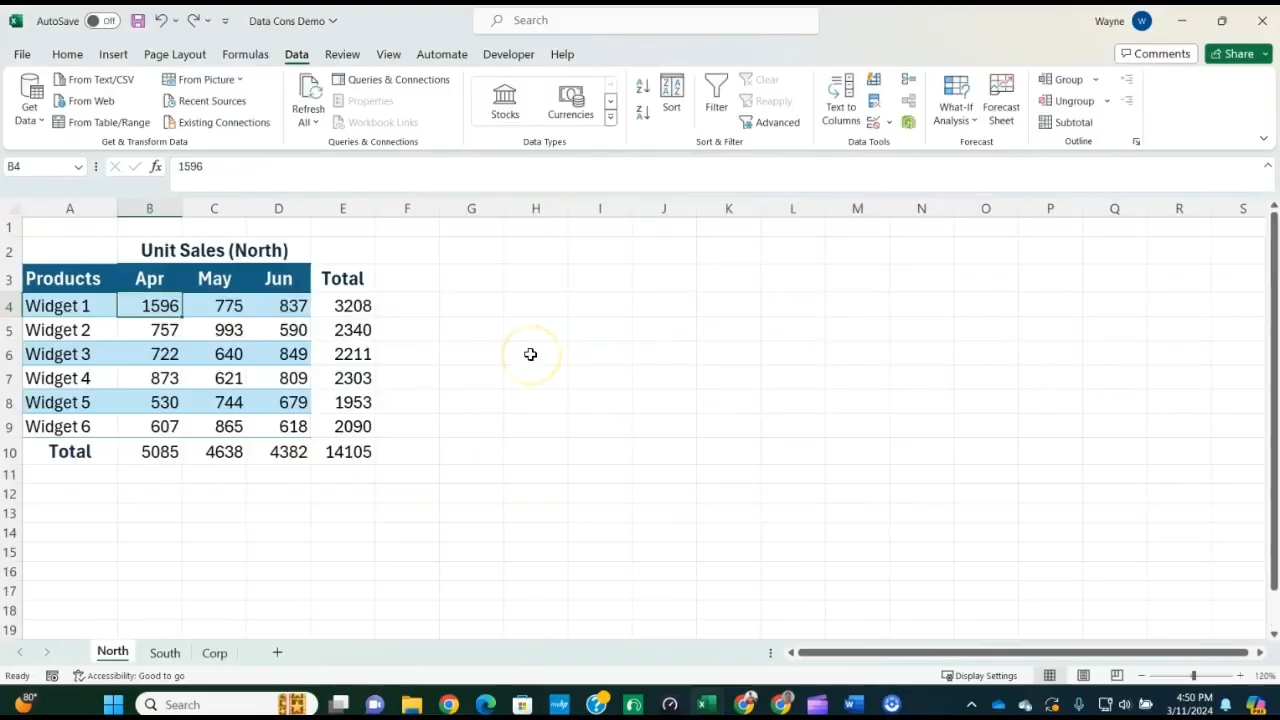 AutoSave Off Data Cons Demo Search Wayne W
File Home Insert Page Layout Formulas Data Review View Automate Developer Help Comments Share
Get Data
From Text/CSV
From Web
From Table/Range
From Picture
Recent Sources
Existing Connections
Get & Transform Data
Refresh All
Queries & Connections
Properties
Workbook Links
Queries & Connections
Stocks Currencies
Data Types
Sort
Filter
Clear
Reapply
Advanced
Sort & Filter
Text to Columns
Data Tools
What-If Analysis
Forecast Sheet
Forecast
Group
Ungroup
Subtotal
Outline
B4 fx 1596
A B C D E F G H I J K L M N O P Q R S
1
2 Unit Sales (North)
3 Products Apr May Jun Total
4 Widget 1 1596 775 837 3208
5 Widget 2 757 993 590 2340
6 Widget 3 722 640 849 2211
7 Widget 4 873 621 809 2303
8 Widget 5 530 744 679 1953
9 Widget 6 607 865 618 2090
10 Total 5085 4638 4382 14105
11
12
13
14
15
16
17
18
19
North South Corp
Ready Accessibility: Good to go Display Settings 120%
80° Search 4:50 PM
3/11/2024